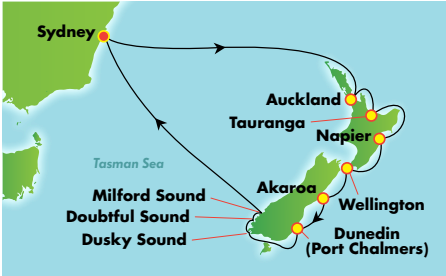 Sydney
Auckland
Tauranga
Napier
Tasman Sea
Milford Sound
Akaroa
Doubtful Sound
Wellington
Dusky Sound
Dunedin
(Port Chalmers)